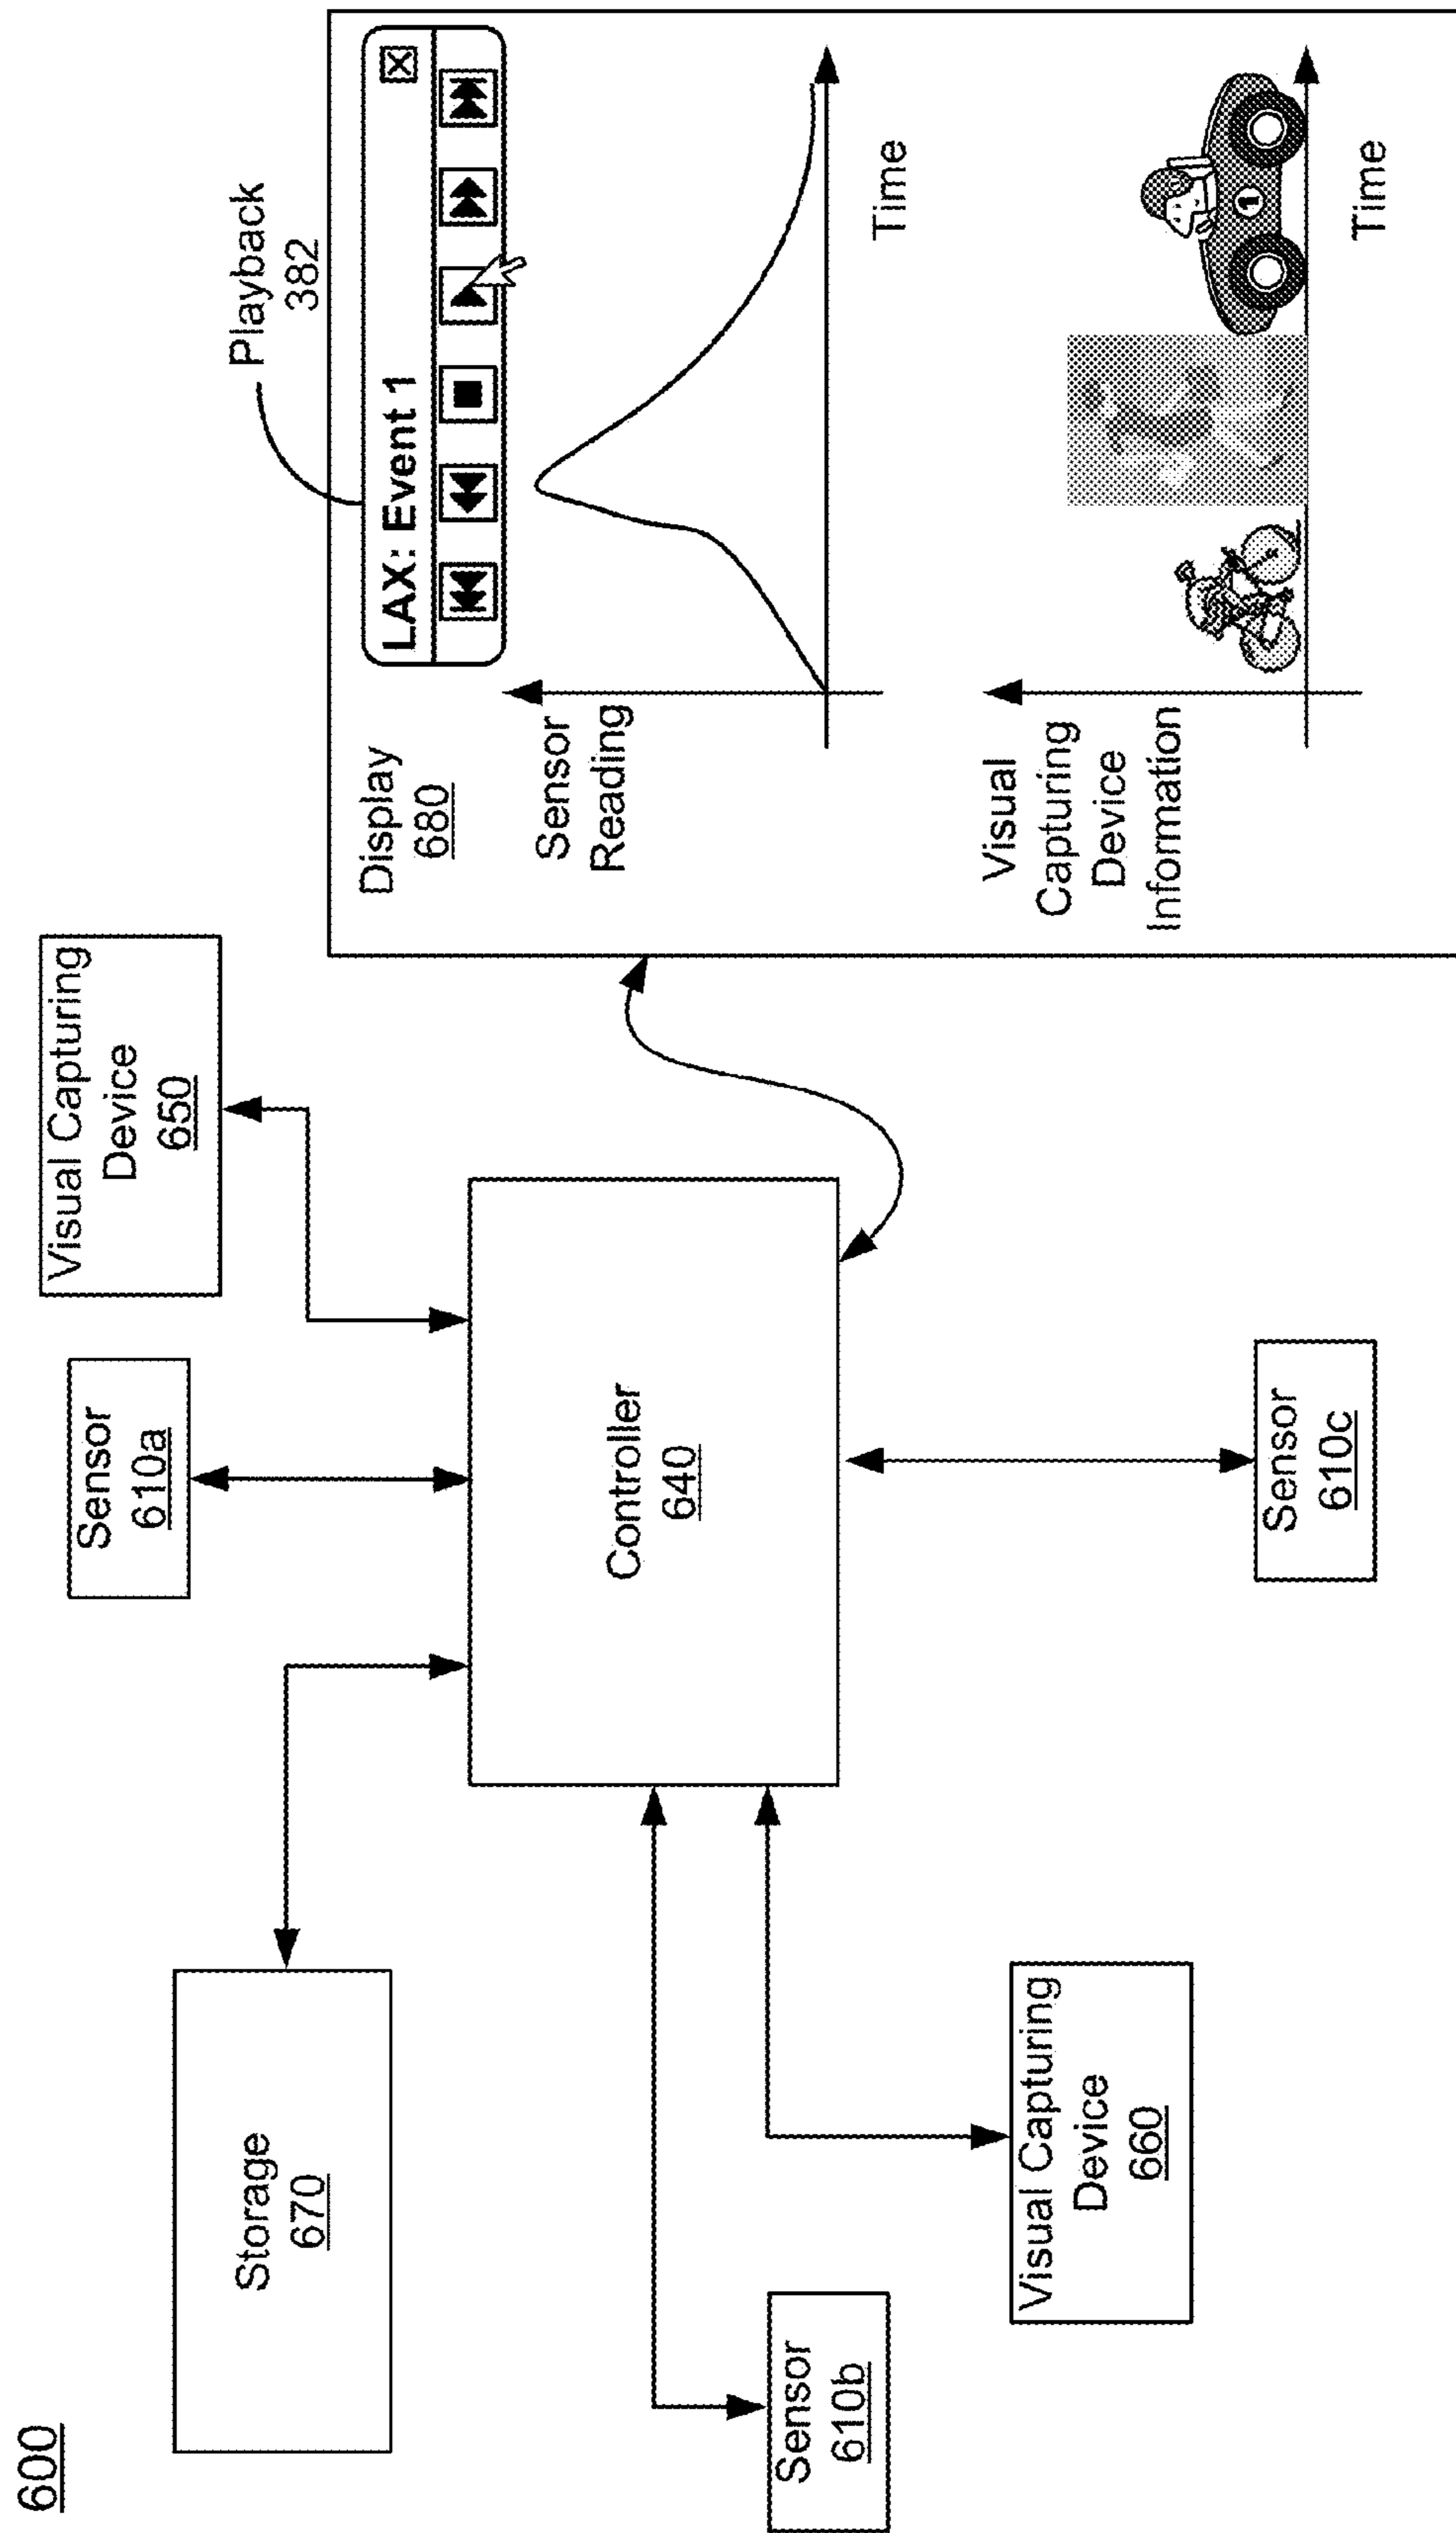 600
Storage
670
Sensor
610a
Visual Capturing
Device
650
Sensor
610b
Controller
640
Visual Capturing
Device
660
Sensor
610c
Playback
382
Display
680
LAX: Event 1
Sensor
Reading
Time
Visual
Capturing
Device
Information
1
Time